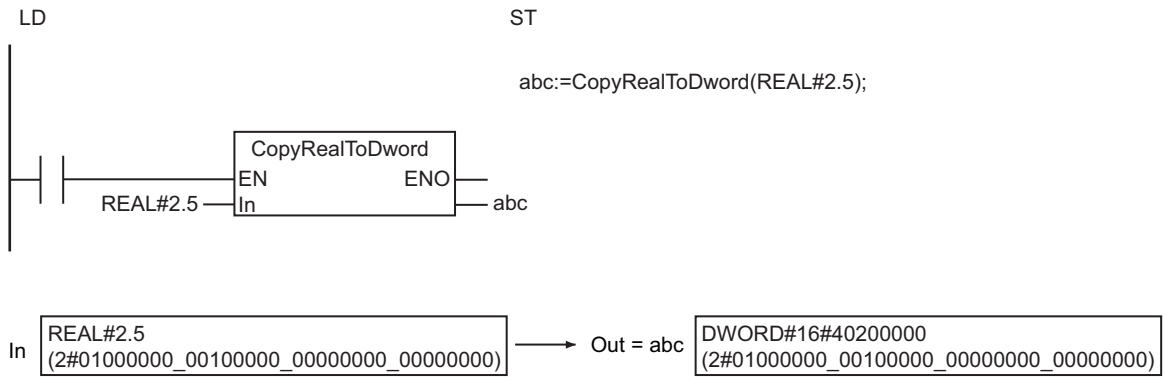 LD
ST
abc:=CopyRealToDword(REAL#2.5);
CopyRealToDword
EN ENO
REAL#2.5 In abc
In
REAL#2.5
(2#01000000_00100000_00000000_00000000)
Out = abc
DWORD#16#40200000
(2#01000000_00100000_00000000_00000000)